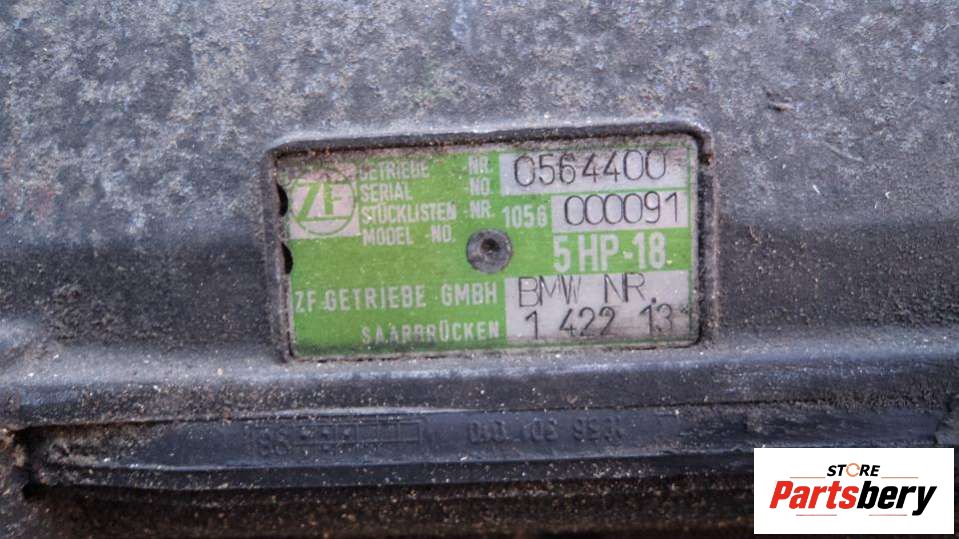 ZF
GETRIEBE NR. 0564400
SERIAL NO.
STÜCKLISTEN-NR. 1056 000091
MODEL-NO.
5 HP-18
ZF GETRIEBE GMBH BMW NR.
SAARBRÜCKEN 1 422 13
STORE
Partsbery